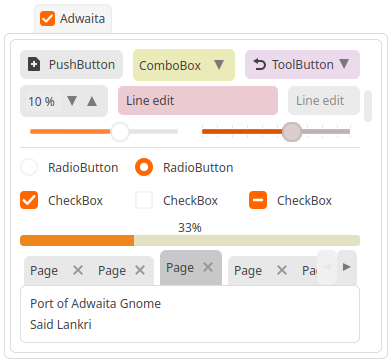 Adwaita
PushButton ComboBox ToolButton
10 % Line edit Line edit
RadioButton RadioButton
CheckBox CheckBox CheckBox
33%
Page Page Page Page
Port of Adwaita Gnome
Said Lankri